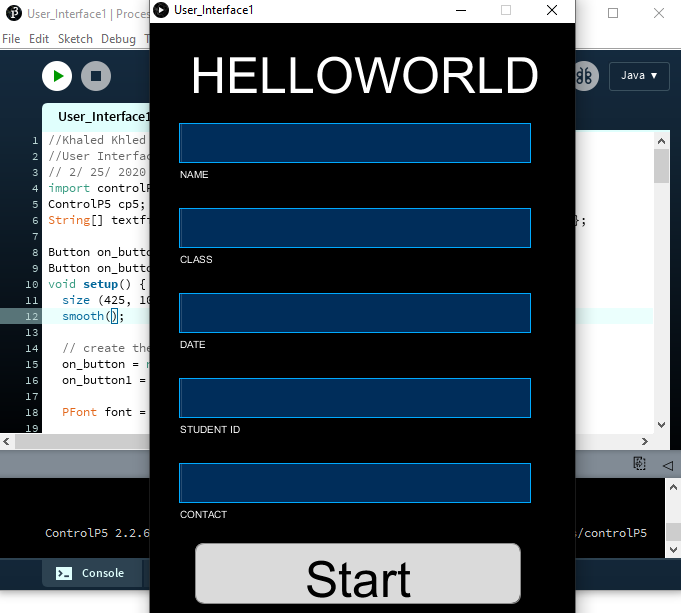 User_Interface1 | Proces
User_Interface1
File Edit Sketch Debug T
Java ▼
User_Interface1
HELLOWORLD
1 //Khaled Khled
2 //User Interfac
3 // 2/ 25/ 2020
4 import controlP
5 ControlP5 cp5;
6 String[] textf
};
7
8 Button on_butto
9 Button on_butto
10 void setup() {
11 size (425, 10
12 smooth();
13
14 // create the
15 on_button = n
16 on_button1 =
17
18 PFont font =
19
NAME
CLASS
DATE
STUDENT ID
CONTACT
Start
ControlP5 2.2.6
s/controlP5
Console